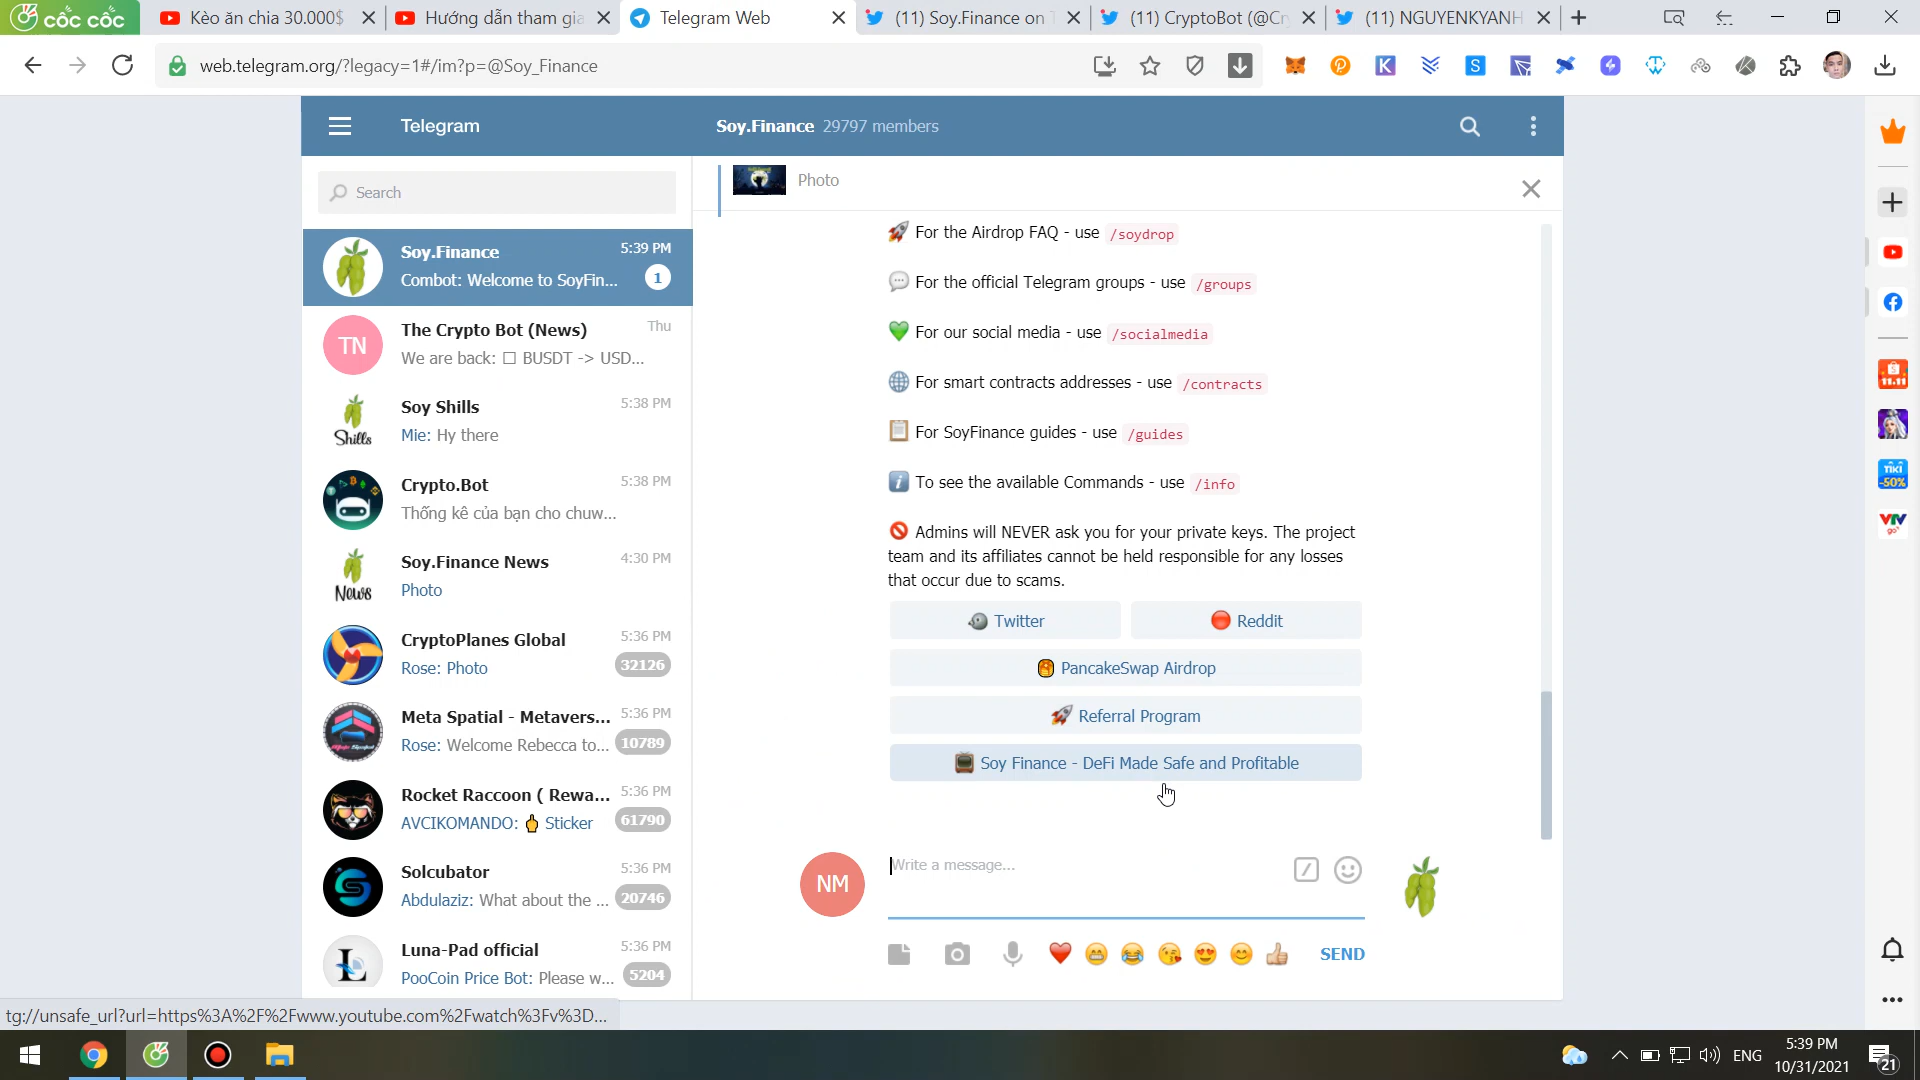 cốc cốc
Kèo ăn chia 30.000$
Hướng dẫn tham gia
Telegram Web
(11) Soy.Finance on T
(11) CryptoBot (@Cry
(11) NGUYENKYANH
web.telegram.org/?legacy=1#/im?p=@Soy_Finance
Telegram
Soy.Finance 29797 members
Search
Photo
Soy.Finance 5:39 PM
Combot: Welcome to SoyFin... 1
TN
The Crypto Bot (News) Thu
We are back: ☐ BUSDT -> USD...
Shills
Soy Shills 5:38 PM
Mie: Hy there
Crypto.Bot 5:38 PM
Thống kê của bạn cho chuw...
News
Soy.Finance News 4:30 PM
Photo
CryptoPlanes Global 5:36 PM
Rose: Photo 32126
Meta Spatial - Metavers... 5:36 PM
Rose: Welcome Rebecca to... 10789
Rocket Raccoon ( Rewa... 5:36 PM
AVCIKOMANDO: 🖕 Sticker 61790
Solcubator 5:36 PM
Abdulaziz: What about the ... 20746
Luna-Pad official 5:36 PM
PooCoin Price Bot: Please w... 5204
🚀 For the Airdrop FAQ - use /soydrop
💬 For the official Telegram groups - use /groups
💚 For our social media - use /socialmedia
🌐 For smart contracts addresses - use /contracts
📋 For SoyFinance guides - use /guides
ℹ️ To see the available Commands - use /info
🚫 Admins will NEVER ask you for your private keys. The project
team and its affiliates cannot be held responsible for any losses
that occur due to scams.
Twitter
🔴 Reddit
PancakeSwap Airdrop
🚀 Referral Program
📺 Soy Finance - DeFi Made Safe and Profitable
NM
Write a message...
SEND
11.11
TIKI
-50%
VTV
go
tg://unsafe_url?url=https%3A%2F%2Fwww.youtube.com%2Fwatch%3Fv%3D...
ENG
5:39 PM
10/31/2021
21